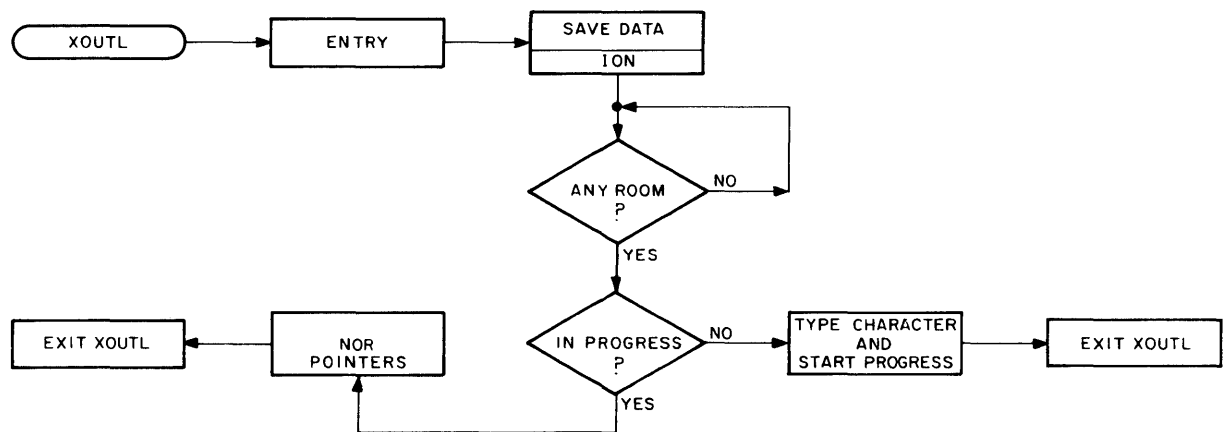 XOUTL
ENTRY
SAVE DATA
ION
ANY ROOM
?
NO
YES
IN PROGRESS
?
NO
YES
TYPE CHARACTER
AND
START PROGRESS
EXIT XOUTL
NOR
POINTERS
EXIT XOUTL